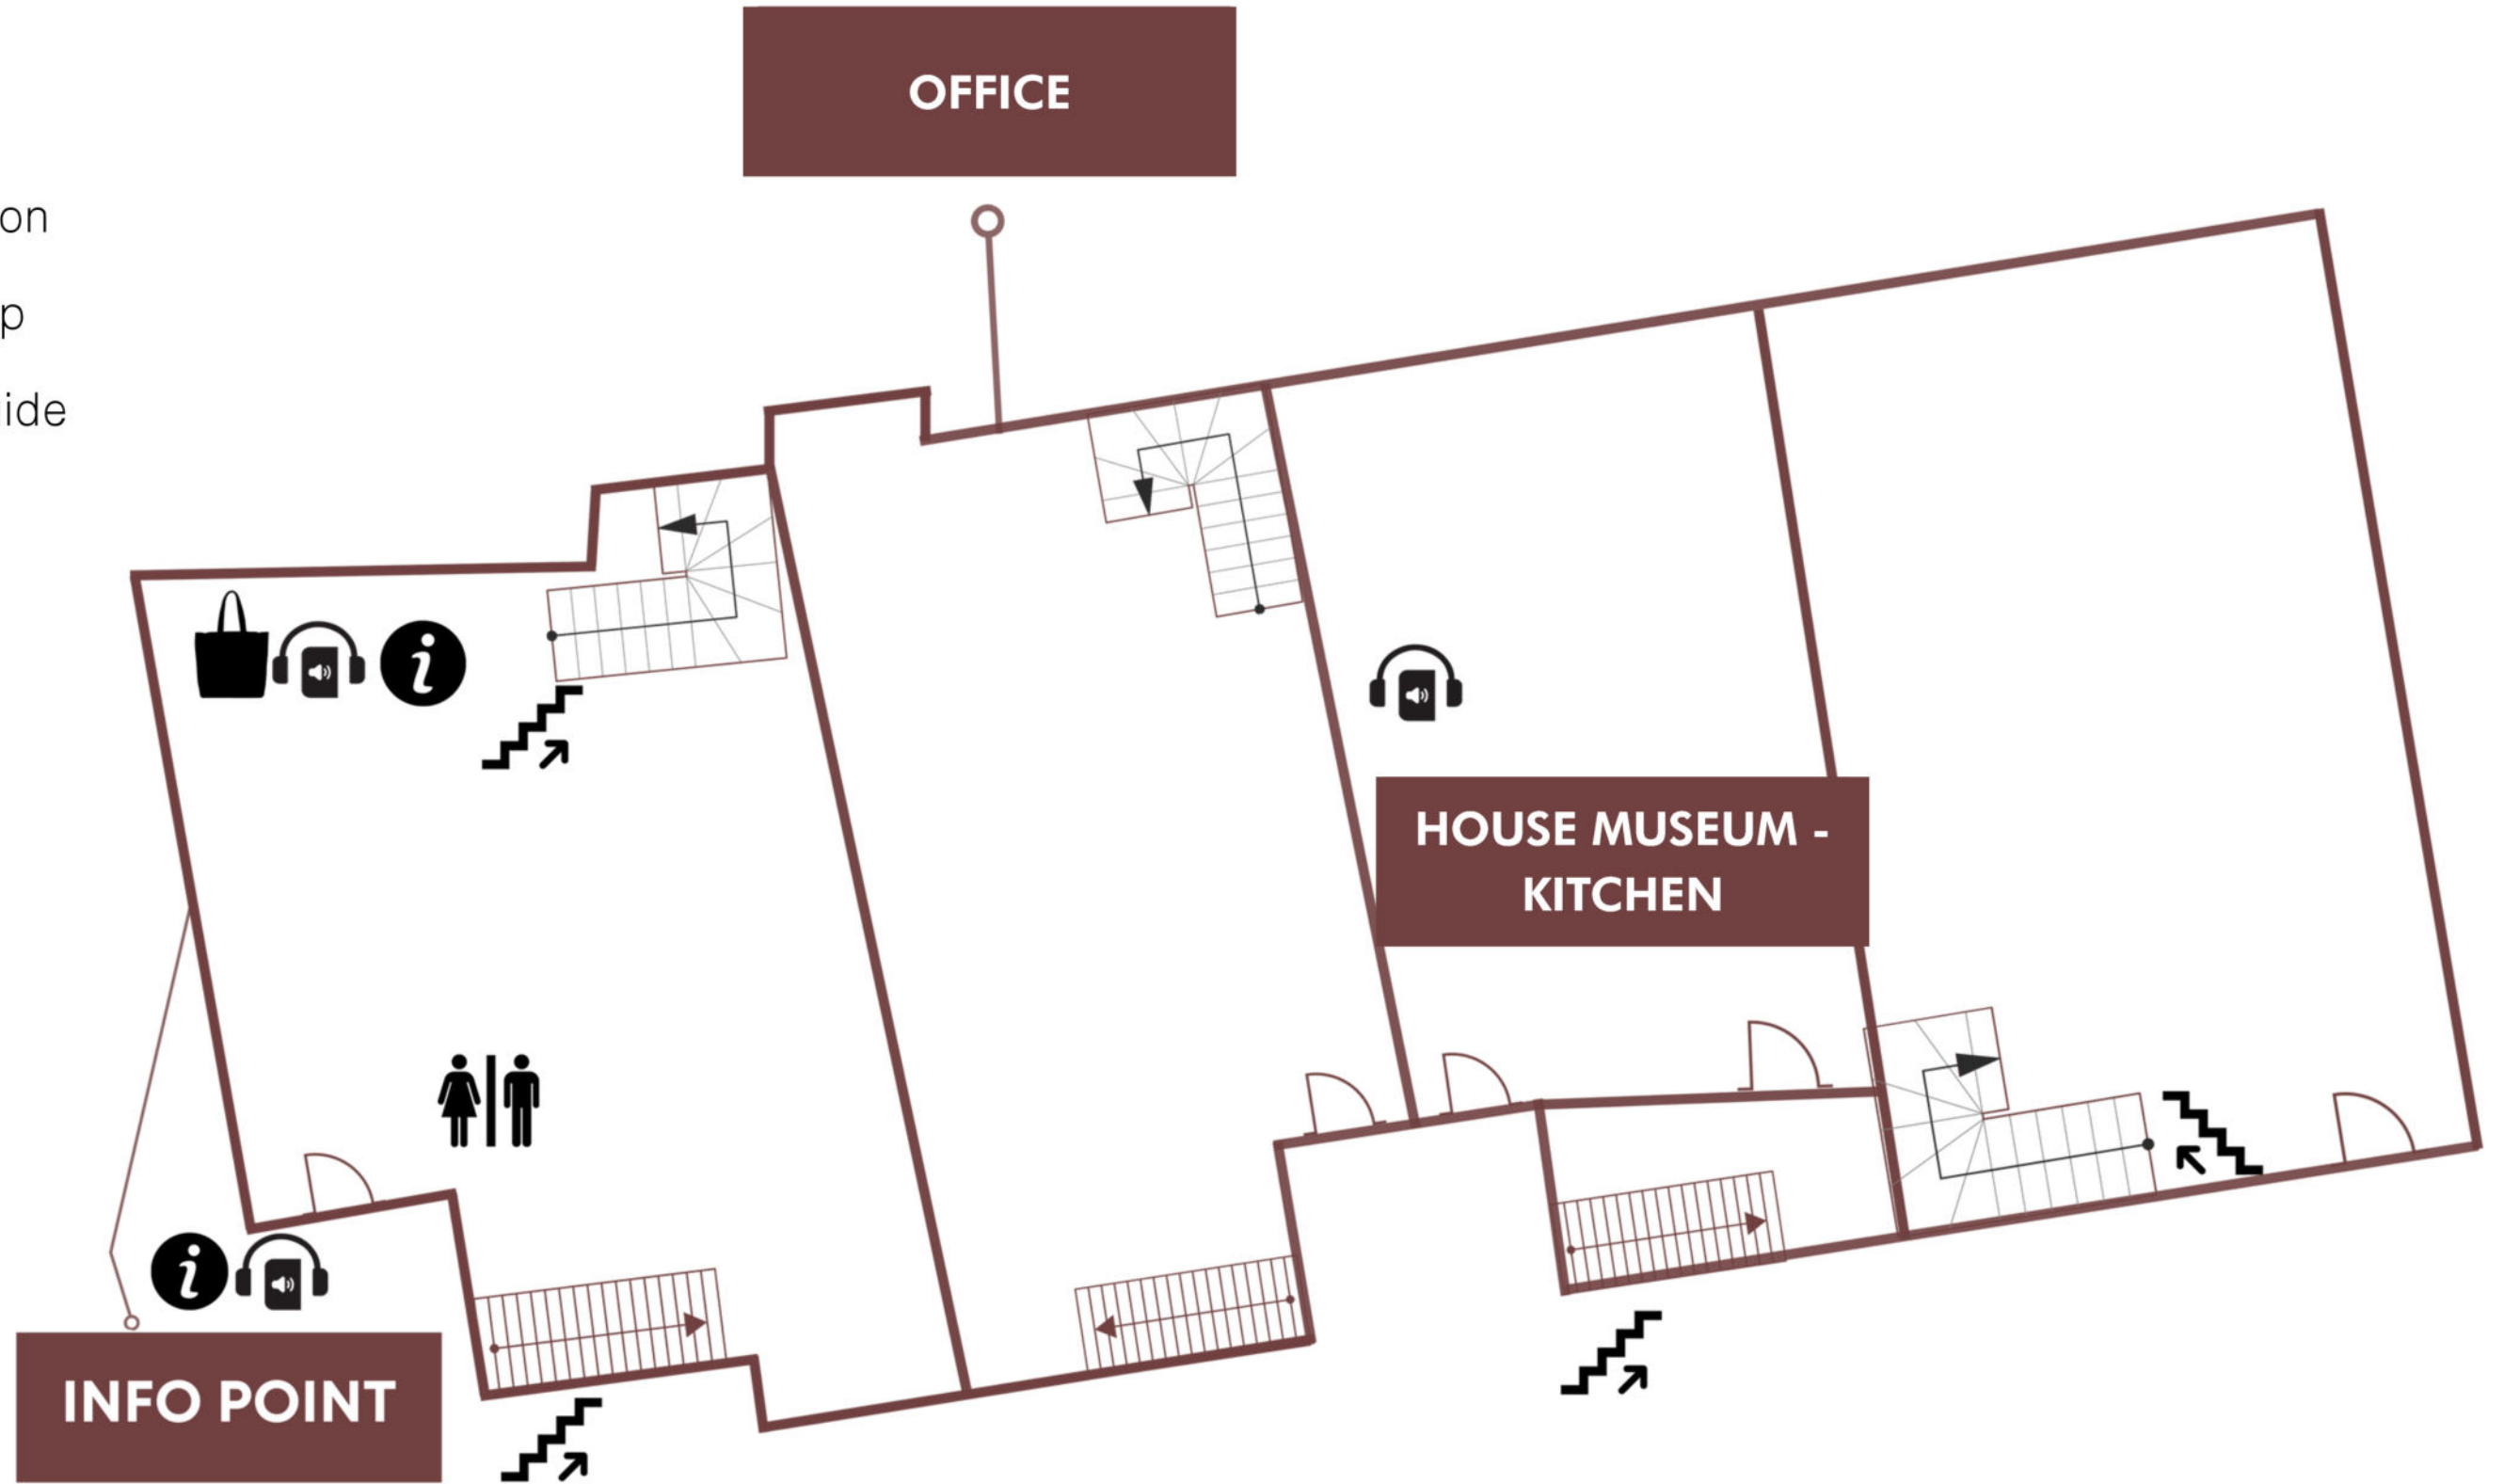 OFFICE
on
p
ide
HOUSE MUSEUM -
KITCHEN
INFO POINT